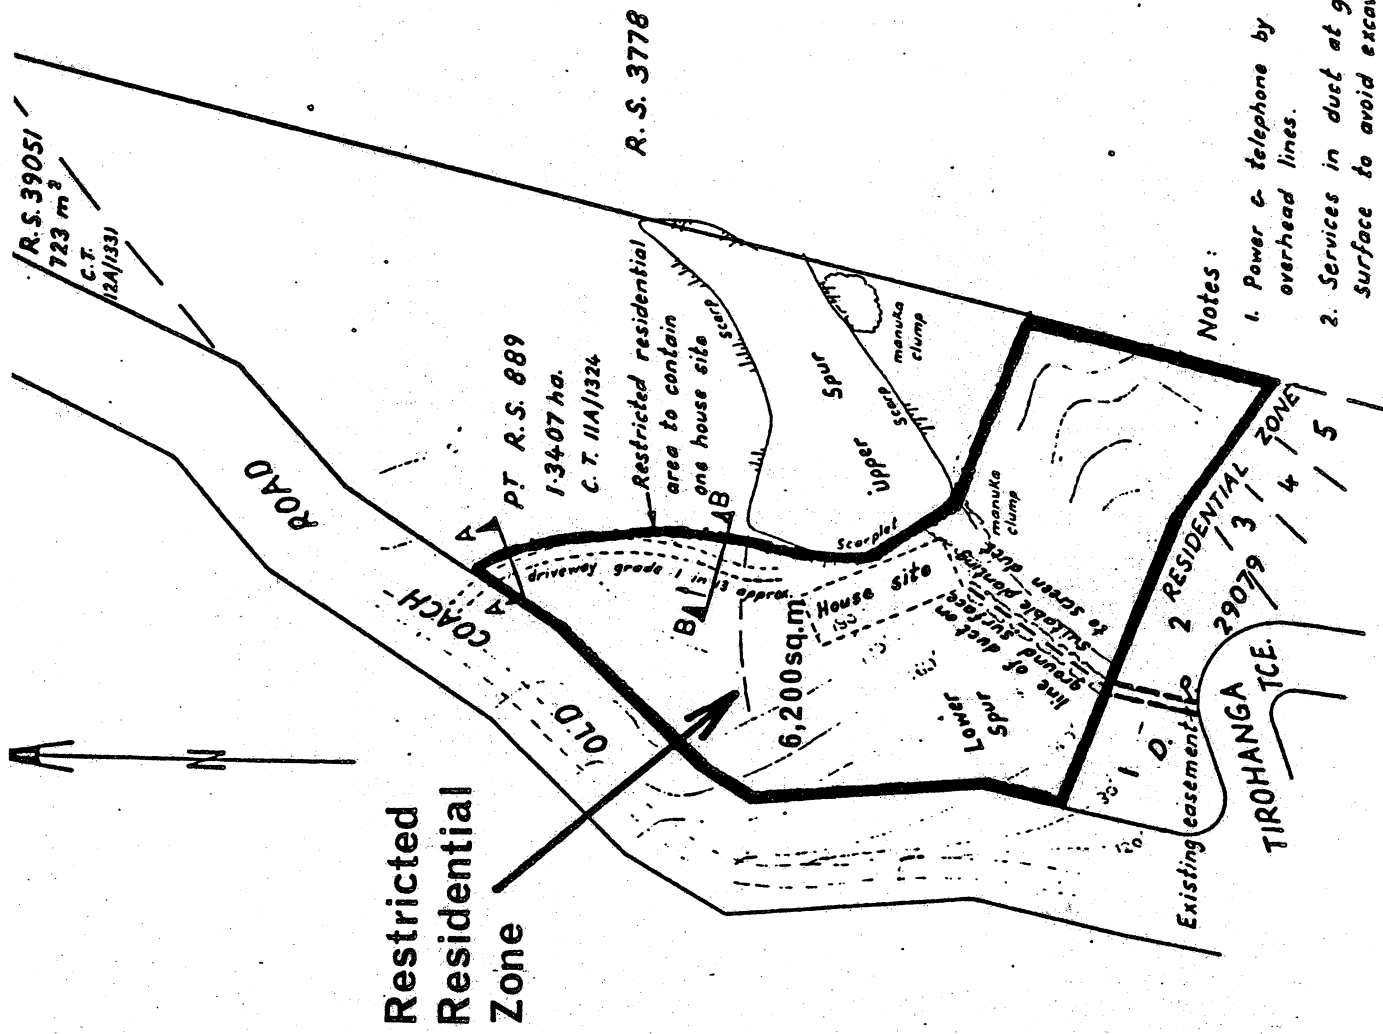 R.S. 39051
723 m²
C.T.
12A/1331
R. S. 3778
ROAD
COACH
OLD
PT R. S. 889
1·3407 ha.
C. T. 11A/1324
Restricted residential
area to contain
one house site
A
A
B
B
driveway grade 1 in 13 approx.
scarp
Scarp
Scarplet
Upper
Spur
manuka
clump
manuka
clump
House site
6,200sq.m
line of duct on
ground surface
suitable planting
to screen duct
Lower
Spur
N
Restricted
Residential
Zone
RESIDENTIAL ZONE
1
2
3
4
5
29079
Existing easement
TIROHANGA
TCE.
Notes :
1. Power & telephone by
overhead lines.
2. Services in duct at
surface to avoid